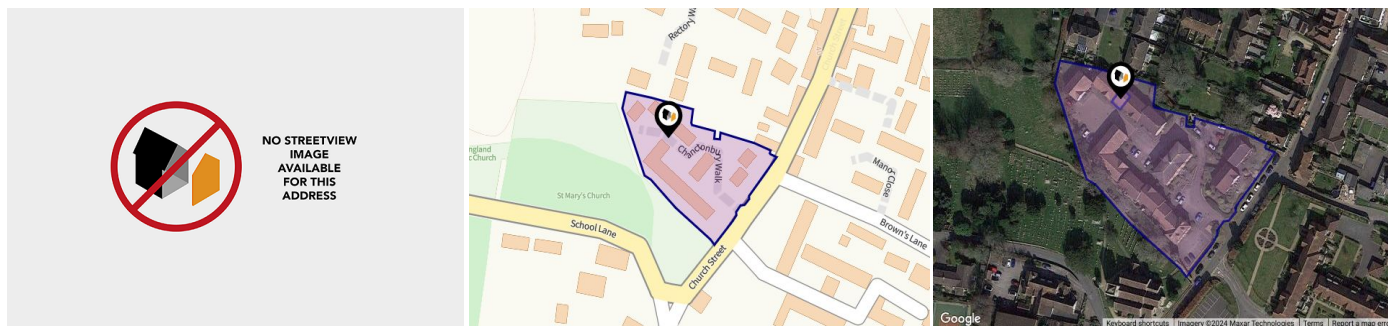 NO STREETVIEW
IMAGE
AVAILABLE
FOR THIS
ADDRESS
Rectory
Chanctonbury Walk
Manor Close
ngland
c Church
St Mary's Church
School Lane
Church Street
Brown's Lane
Google
Keyboard shortcuts
Imagery ©2024 Maxar Technologies
Terms
Report a map er